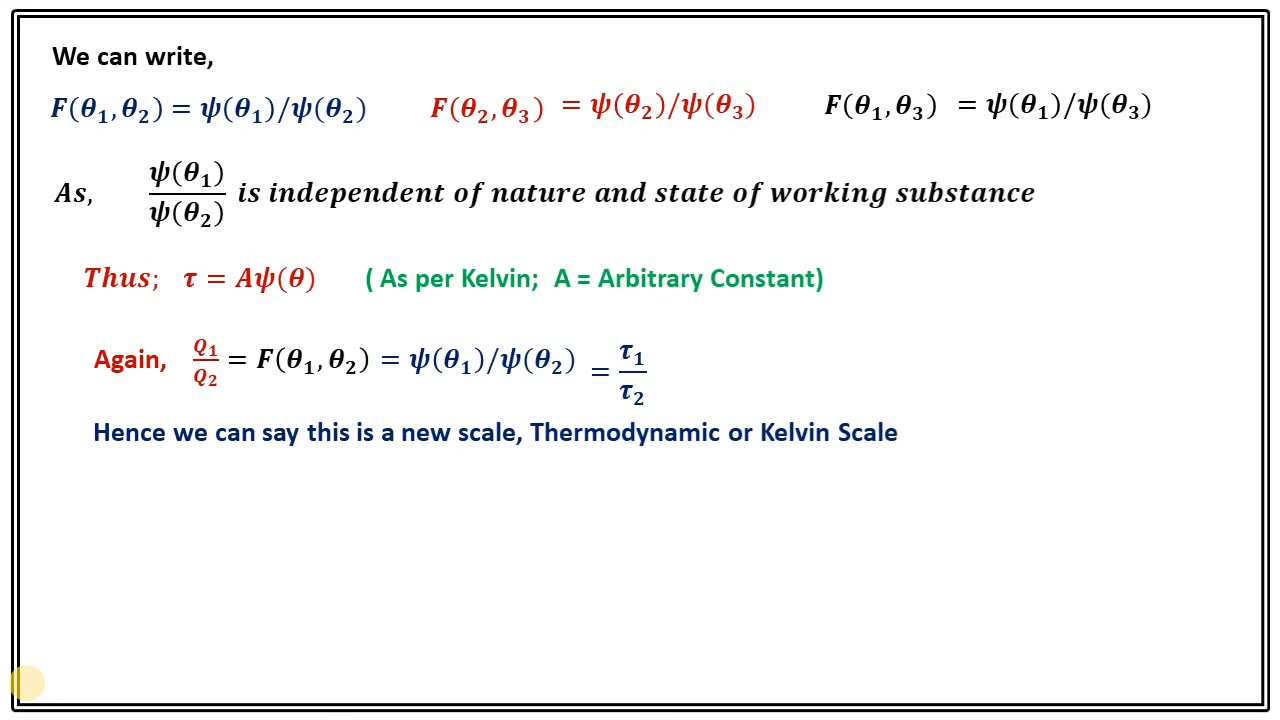 We can write,
F(θ₁, θ₂) = ψ(θ₁)/ψ(θ₂) F(θ₂, θ₃) = ψ(θ₂)/ψ(θ₃) F(θ₁, θ₃) = ψ(θ₁)/ψ(θ₃)
As, ψ(θ₁)/ψ(θ₂) is independent of nature and state of working substance
Thus; τ = Aψ(θ) ( As per Kelvin; A = Arbitrary Constant)
Again, Q₁/Q₂ = F(θ₁, θ₂) = ψ(θ₁)/ψ(θ₂) = τ₁/τ₂
Hence we can say this is a new scale, Thermodynamic or Kelvin Scale